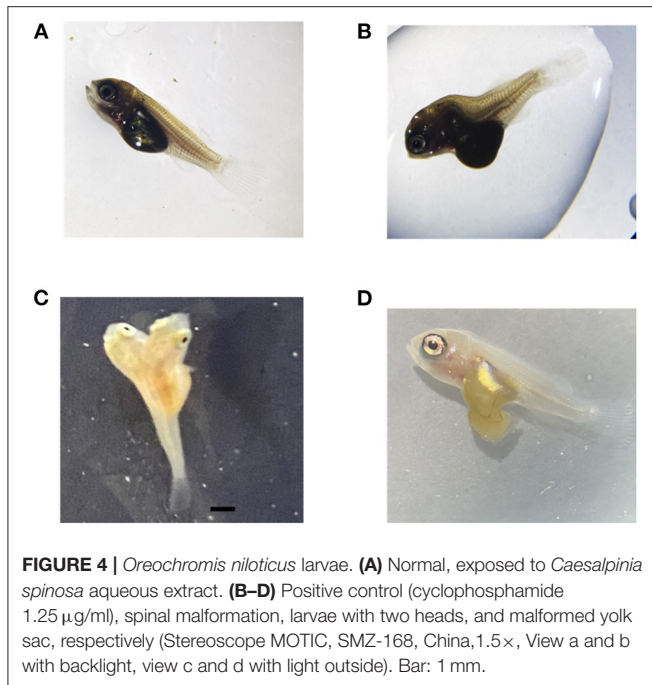 A
B
C
D
FIGURE 4 | Oreochromis niloticus larvae. (A) Normal, exposed to Caesalpinia
spinosa aqueous extract. (B–D) Positive control (cyclophosphamide
1.25 μg/ml), spinal malformation, larvae with two heads, and malformed yolk
sac, respectively (Stereoscope MOTIC, SMZ-168, China,1.5×, View a and b
with backlight, view c and d with light outside). Bar: 1 mm.